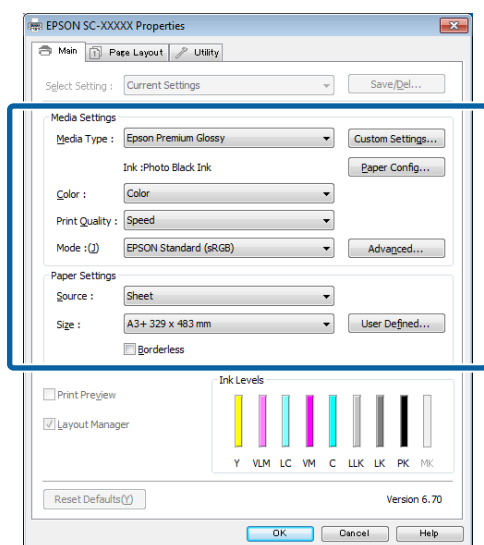 EPSON SC-XXXXX Properties
Main Page Layout Utility
Select Setting : Current Settings Save/Del...
Media Settings
Media Type : Epson Premium Glossy Custom Settings...
Ink :Photo Black Ink Paper Config...
Color : Color
Print Quality : Speed
Mode :(J) EPSON Standard (sRGB) Advanced...
Paper Settings
Source : Sheet
Size : A3+ 329 x 483 mm User Defined...
Borderless
Ink Levels
Print Preview
Layout Manager
Y VLM LC VM C LLK LK PK MK
Reset Defaults(Y) Version 6.70
OK Cancel Help